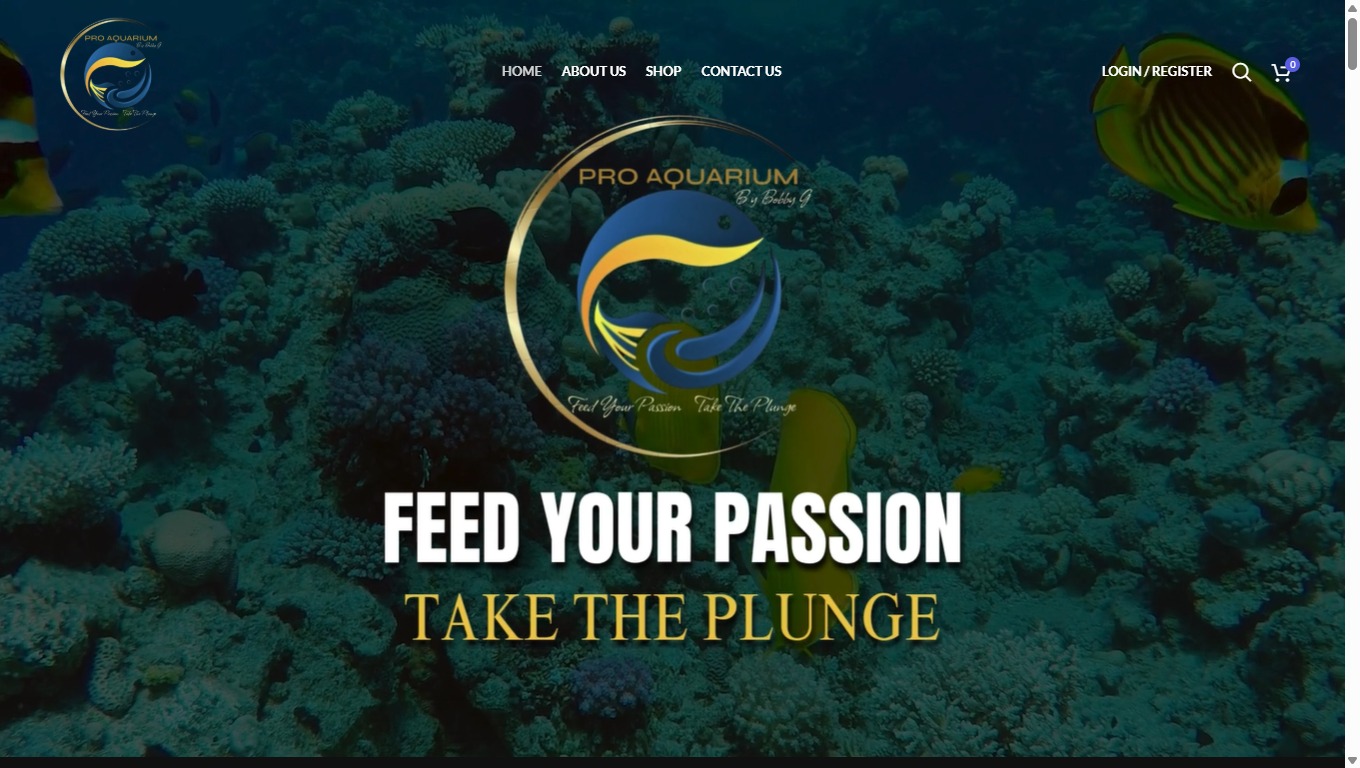 PRO AQUARIUM
By Bobby G
Feed Your Passion Take The Plunge
HOME
ABOUT US
SHOP
CONTACT US
LOGIN / REGISTER
0
PRO AQUARIUM
By Bobby G
Feed Your Passion Take The Plunge
FEED YOUR PASSION
TAKE THE PLUNGE